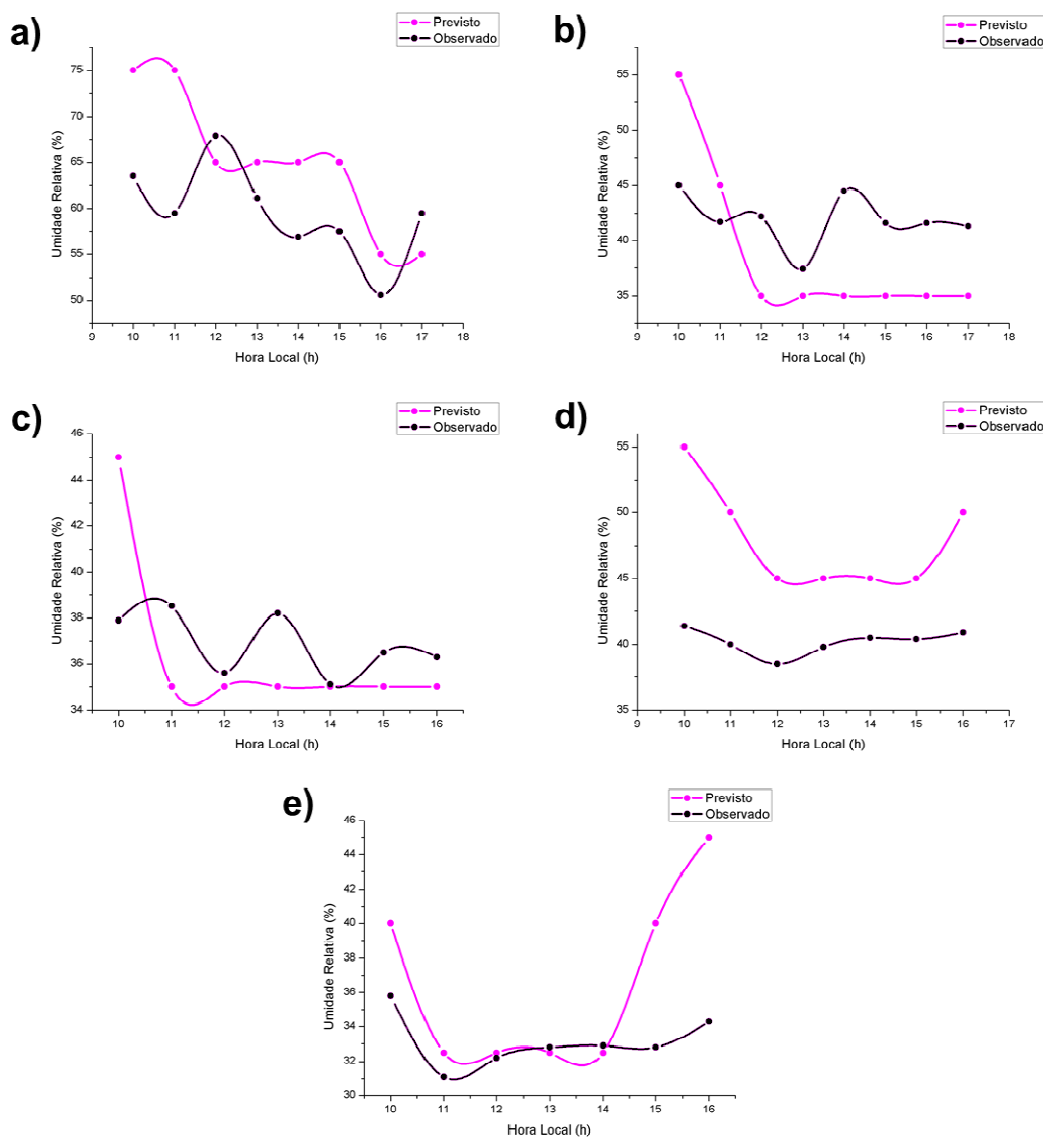 a)
Previsto
Observado
75
70
65
60
55
50
Umidade Relativa (%)
9 10 11 12 13 14 15 16 17 18
Hora Local (h)
b)
Previsto
Observado
55
50
45
40
35
Umidade Relativa (%)
9 10 11 12 13 14 15 16 17 18
Hora Local (h)
c)
Previsto
Observado
46
44
42
40
38
36
34
Umidade Relativa (%)
10 11 12 13 14 15 16
Hora Local (h)
d)
Previsto
Observado
55
50
45
40
35
Umidade Relativa (%)
9 10 11 12 13 14 15 16 17
Hora Local (h)
e)
Previsto
Observado
46
44
42
40
38
36
34
32
30
Umidade Relativa (%)
10 11 12 13 14 15 16
Hora Local (h)